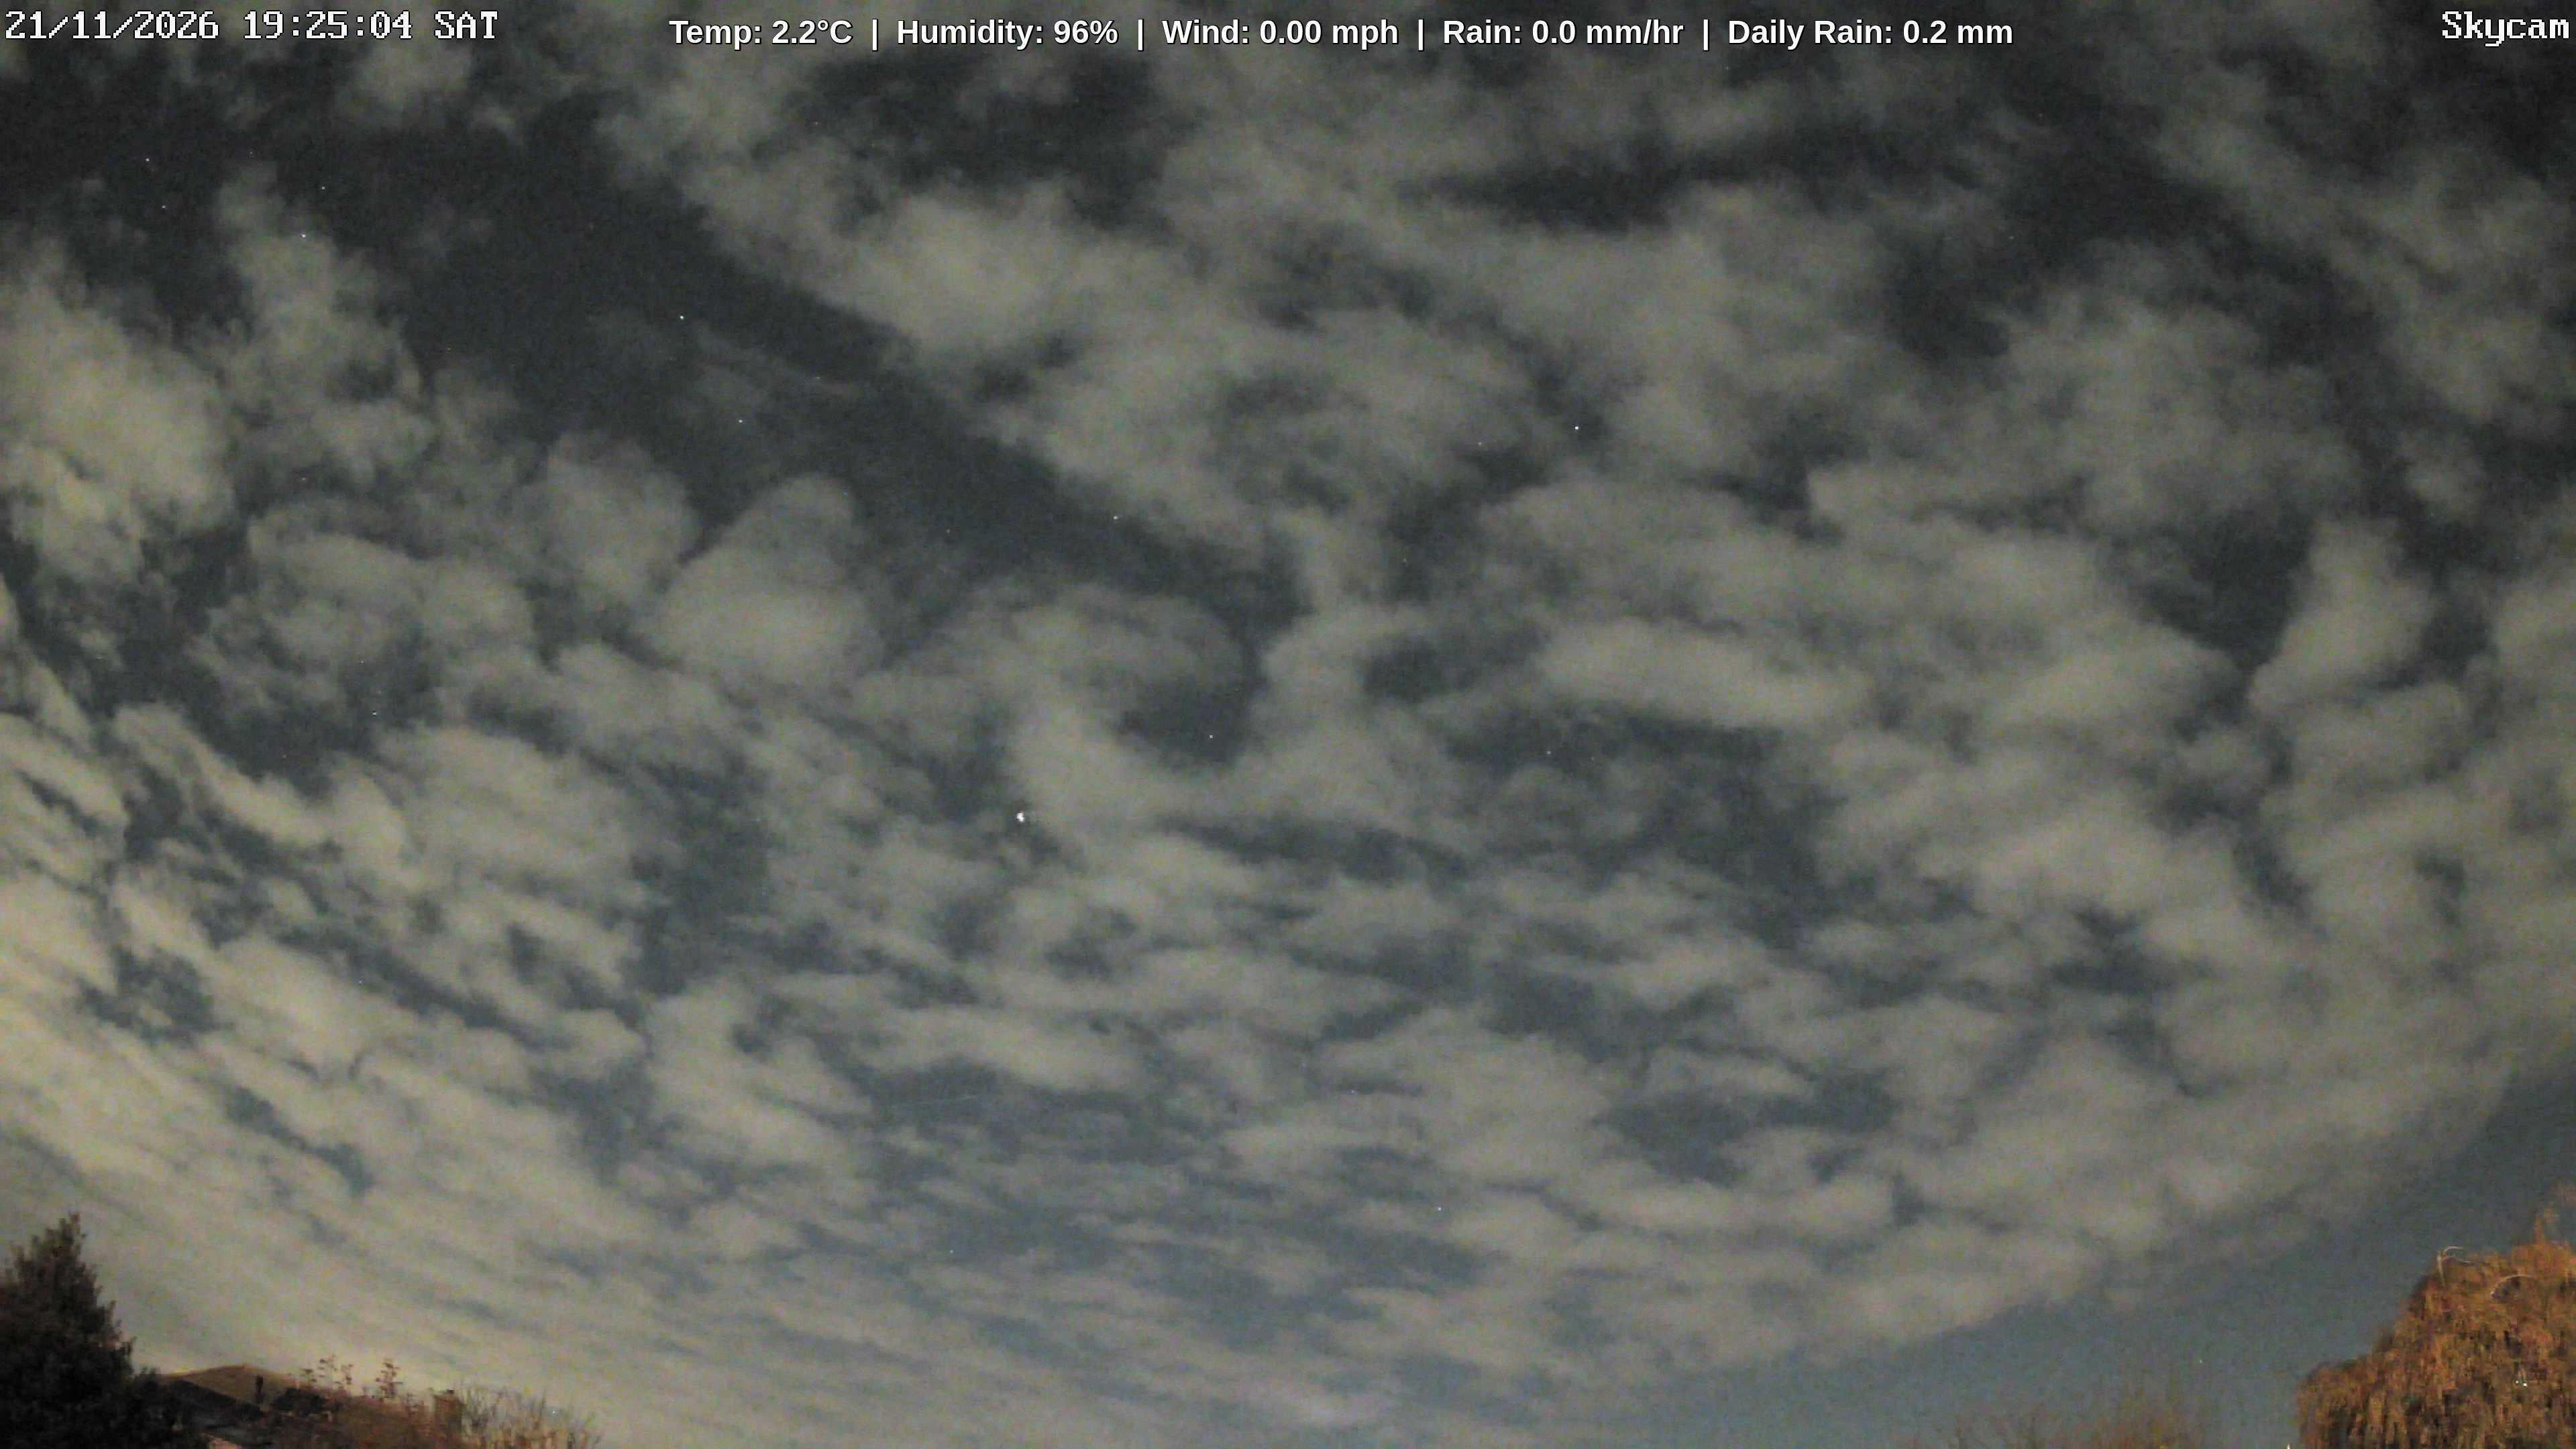 21/11/2026 19:25:04 SAT
Temp: 2.2°C | Humidity: 96% | Wind: 0.00 mph | Rain: 0.0 mm/hr | Daily Rain: 0.2 mm
Skycam